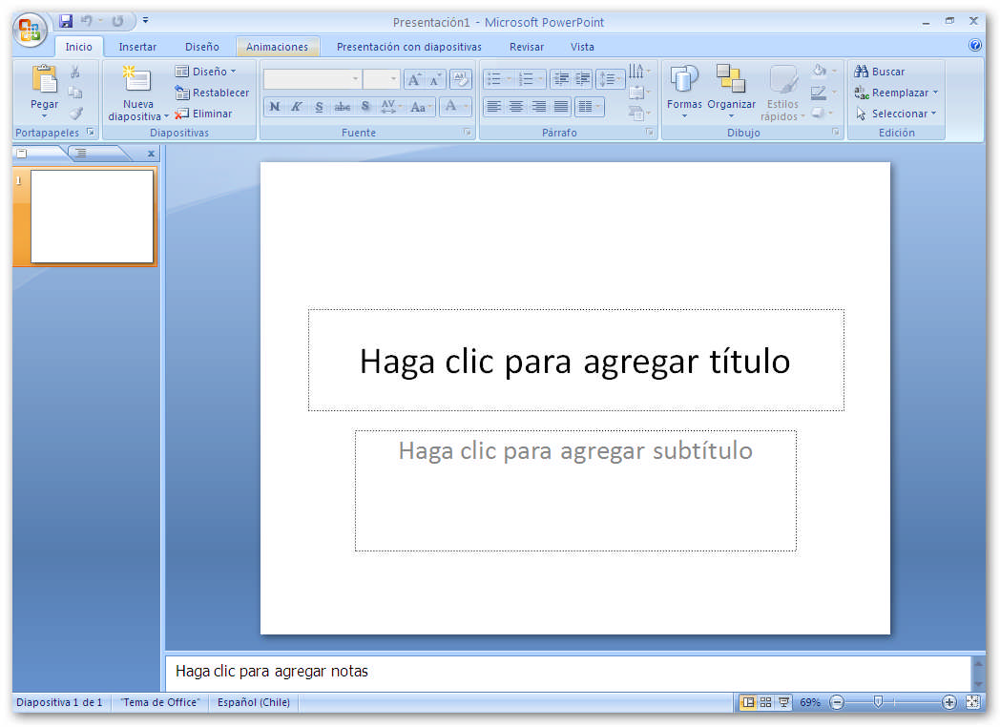 Presentación1 - Microsoft PowerPoint
Inicio Insertar Diseño Animaciones Presentación con diapositivas Revisar Vista
Pegar
Portapapeles
Nueva diapositiva
Diseño
Restablecer
Eliminar
Diapositivas
N K S abc S AV Aa A
Fuente
Párrafo
Formas Organizar Estilos rápidos
Dibujo
Buscar
Reemplazar
Seleccionar
Edición
1
Haga clic para agregar título
Haga clic para agregar subtítulo
Haga clic para agregar notas
Diapositiva 1 de 1 "Tema de Office" Español (Chile) 69%